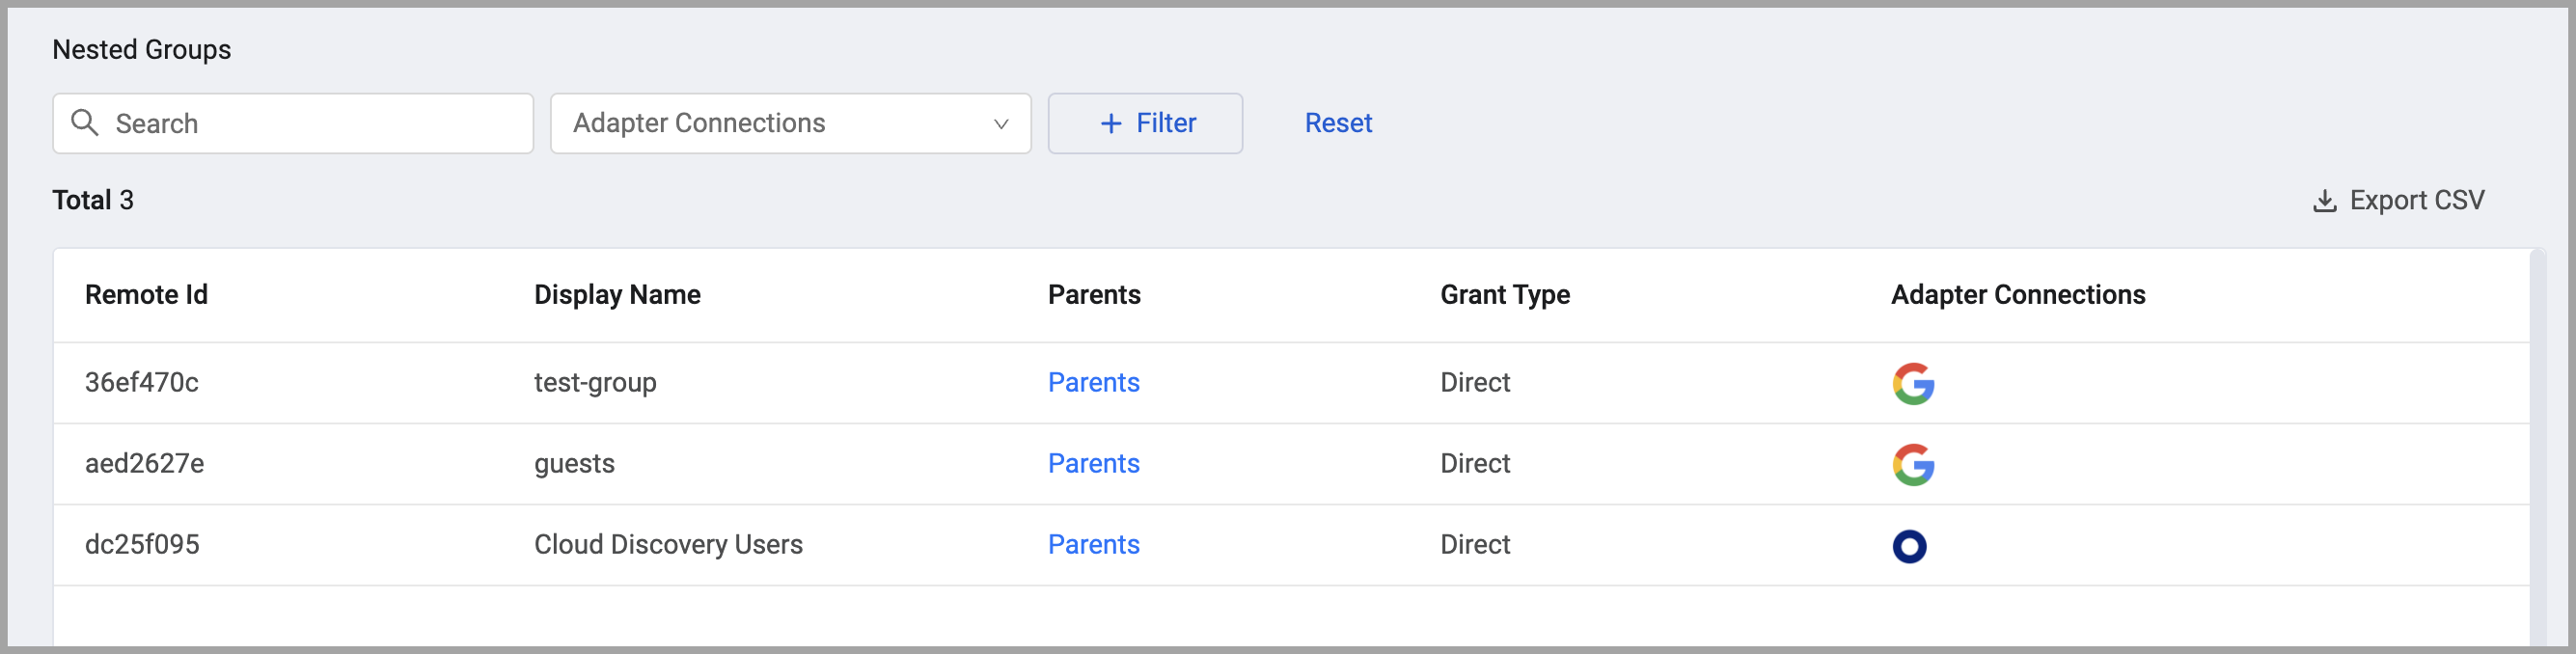 Nested Groups
Search Adapter Connections + Filter Reset
Total 3 Export CSV
Remote Id Display Name Parents Grant Type Adapter Connections
36ef470c test-group Parents Direct
aed2627e guests Parents Direct
dc25f095 Cloud Discovery Users Parents Direct